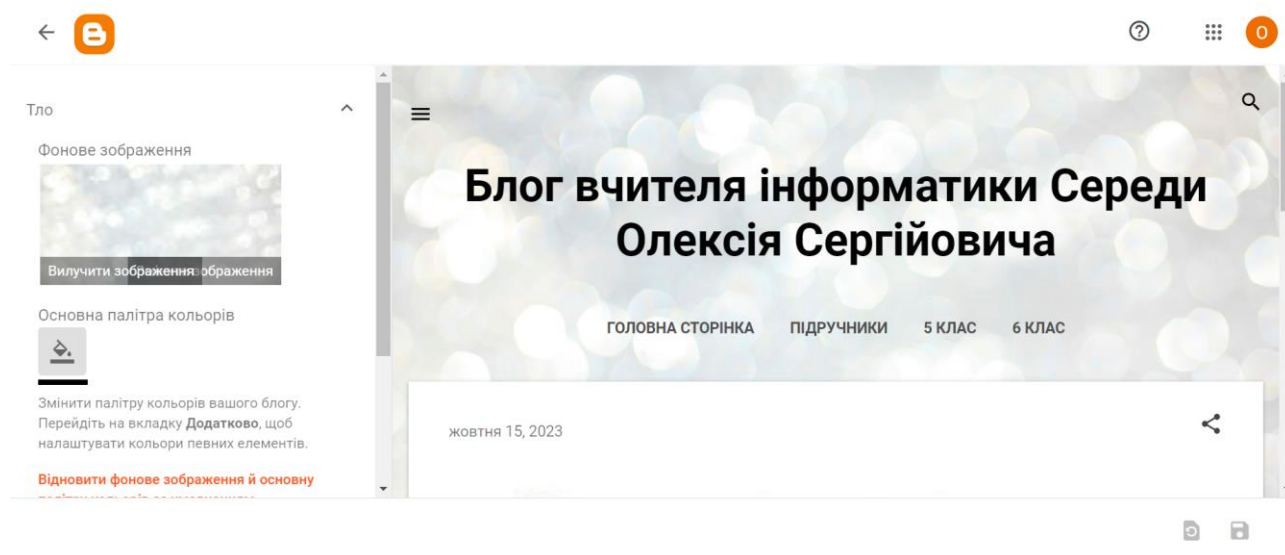 О
Тло
Фонове зображення
Вилучити зображення
Основна палітра кольорів
Змінити палітру кольорів вашого блогу.
Перейдіть на вкладку Додатково, щоб
налаштувати кольори певних елементів.
Відновити фонове зображення й основну
Блог вчителя інформатики Середи
Олексія Сергійовича
ГОЛОВНА СТОРІНКА ПІДРУЧНИКИ 5 КЛАС 6 КЛАС
жовтня 15, 2023